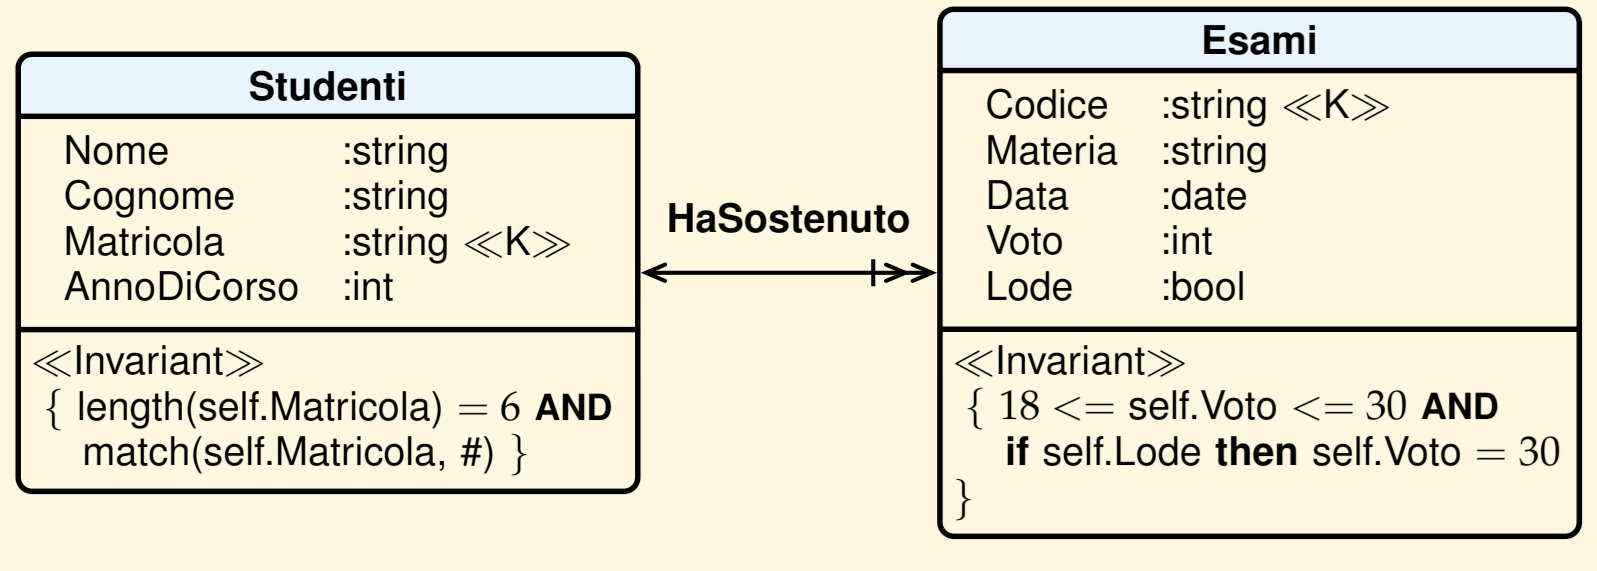 Studenti
Nome :string
Cognome :string
Matricola :string ≪K≫
AnnoDiCorso :int
≪Invariant≫
{ length(self.Matricola) = 6 AND
match(self.Matricola, #) }
HaSostenuto
Esami
Codice :string ≪K≫
Materia :string
Data :date
Voto :int
Lode :bool
≪Invariant≫
{ 18 <= self.Voto <= 30 AND
if self.Lode then self.Voto = 30
}